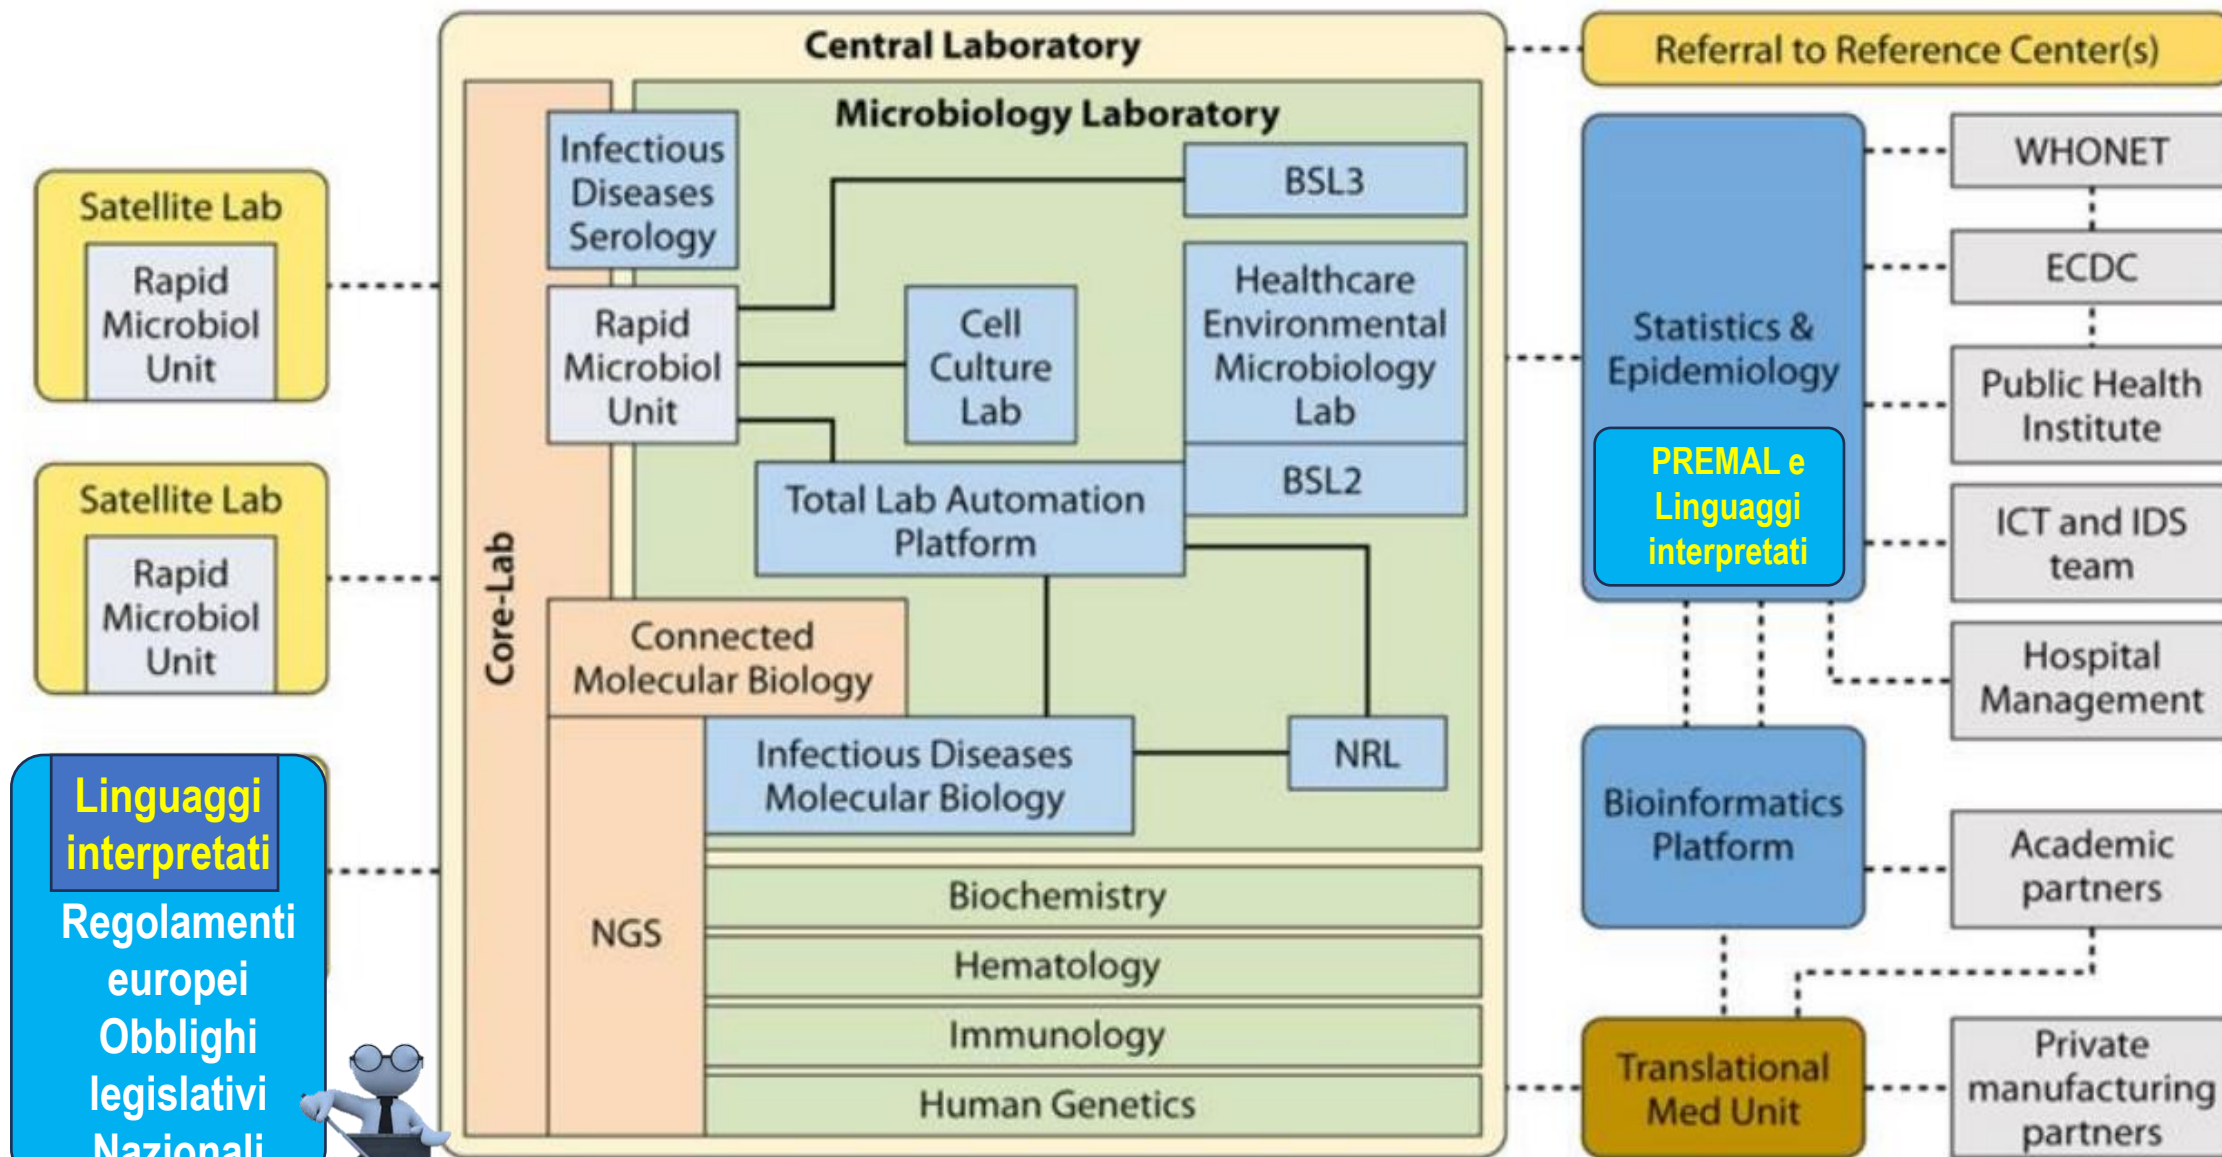 Central Laboratory
Referral to Reference Center(s)
Microbiology Laboratory
Core-Lab
Satellite Lab
Rapid
Microbiol
Unit
Satellite Lab
Rapid
Microbiol
Unit
Linguaggi
interpretati
Regolamenti
europei
Obblighi
legislativi
Nazionali
Infectious
Diseases
Serology
BSL3
Rapid
Microbiol
Unit
Cell
Culture
Lab
Healthcare
Environmental
Microbiology
Lab
BSL2
Total Lab Automation
Platform
Connected
Molecular Biology
Infectious Diseases
Molecular Biology
NRL
NGS
Biochemistry
Hematology
Immunology
Human Genetics
Statistics &
Epidemiology
PREMAL e
Linguaggi
interpretati
Bioinformatics
Platform
Translational
Med Unit
WHONET
ECDC
Public Health
Institute
ICT and IDS
team
Hospital
Management
Academic
partners
Private
manufacturing
partners